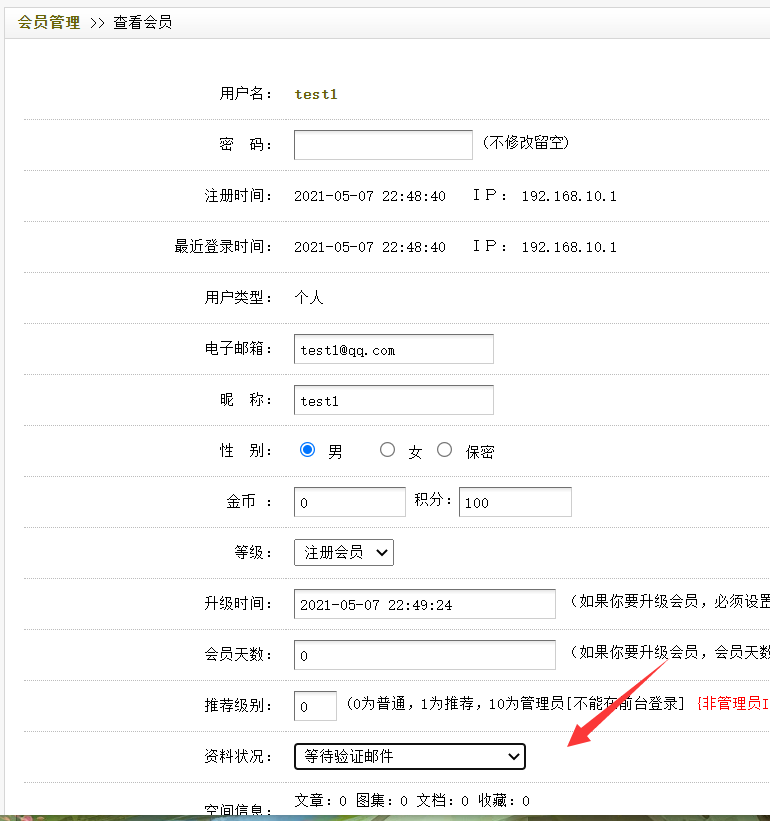 会员管理 >> 查看会员
用户名： test1
密 码： (不修改留空)
注册时间： 2021-05-07 22:48:40 ＩＰ： 192.168.10.1
最近登录时间： 2021-05-07 22:48:40 ＩＰ： 192.168.10.1
用户类型： 个人
电子邮箱： test1@qq.com
昵 称： test1
性 别： 男 女 保密
金币 ： 0 积分： 100
等级： 注册会员
升级时间： 2021-05-07 22:49:24 （如果你要升级会员，必须设置
会员天数： 0 （如果你要升级会员，会员天数
推荐级别： 0 （0为普通，1为推荐，10为管理员[不能在前台登录] {非管理员I
资料状况： 等待验证邮件
空间信息： 文章：0 图集：0 文档：0 收藏：0